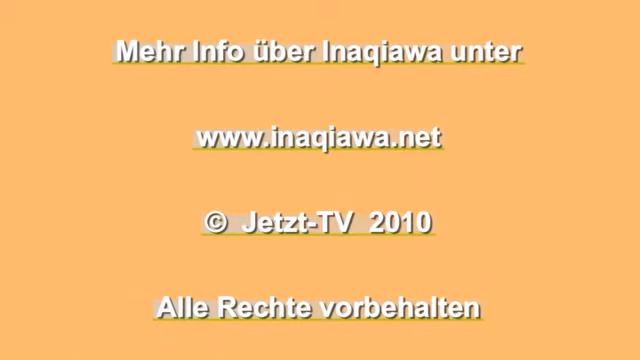 Mehr Info über Inaqiawa unter
www.inaqiawa.net
© Jetzt-TV 2010
Alle Rechte vorbehalten